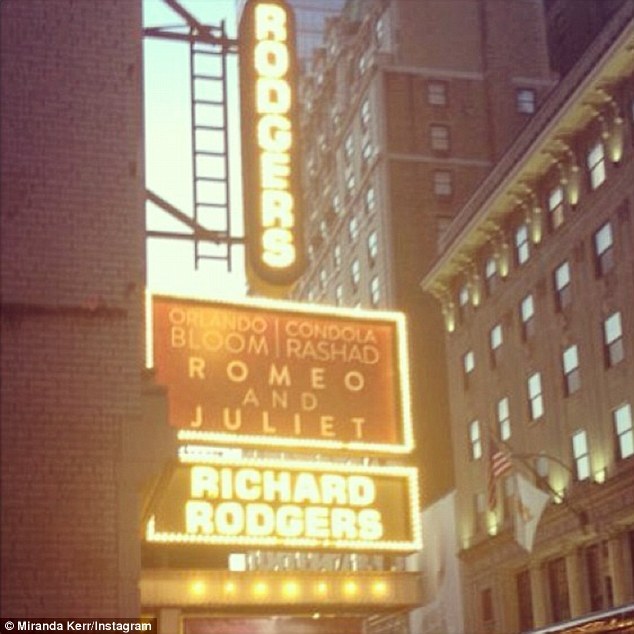 RODGERS
ORLANDO BLOOM | CONDOLA RASHAD
ROMEO
AND
JULIET
RICHARD
RODGERS
© Miranda Kerr/Instagram